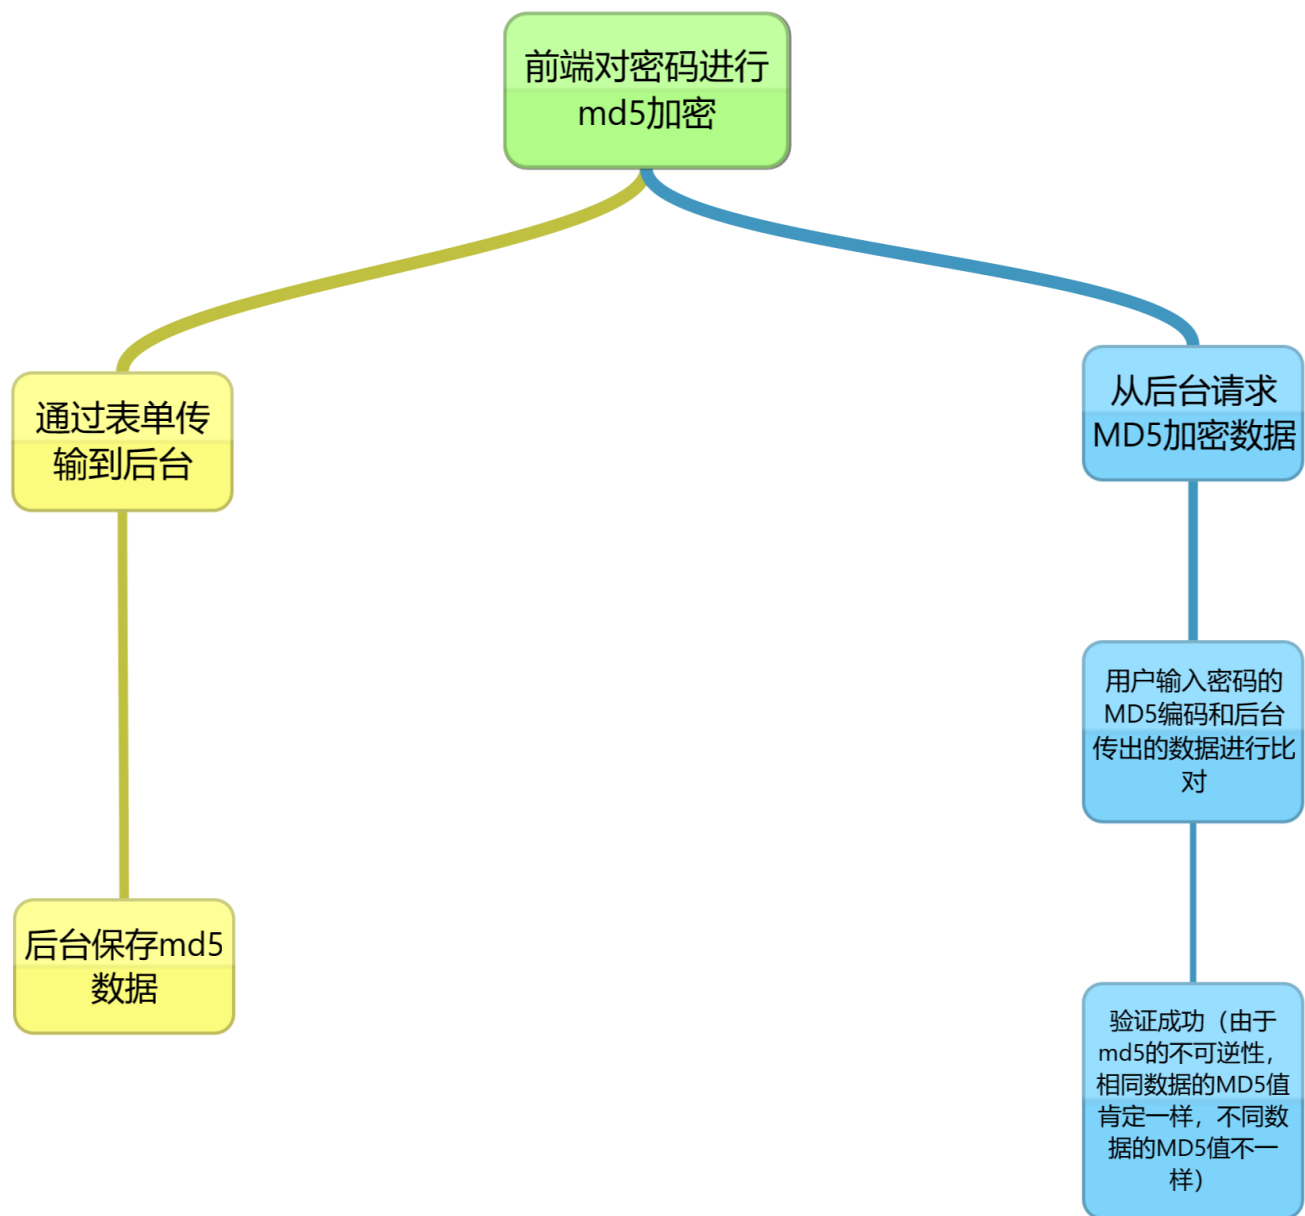 前端对密码进行
md5加密
通过表单传
输到后台
后台保存md5
数据
从后台请求
MD5加密数据
用户输入密码的
MD5编码和后台
传出的数据进行比
对
验证成功（由于
md5的不可逆性，
相同数据的MD5值
肯定一样，不同数
据的MD5值不一
样）